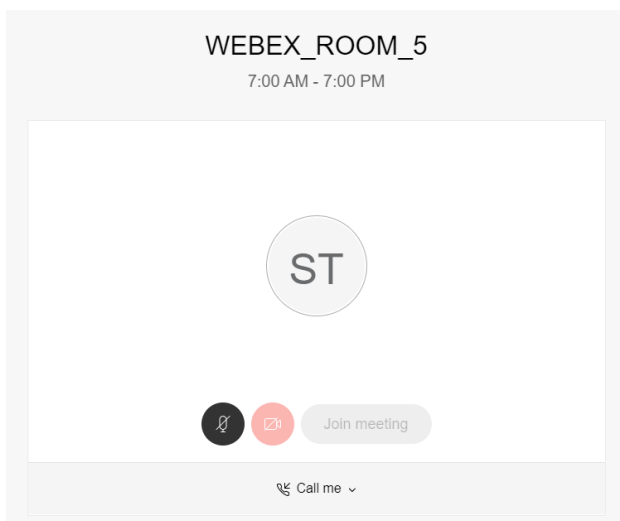 WEBEX_ROOM_5
7:00 AM - 7:00 PM
ST
Join meeting
Call me